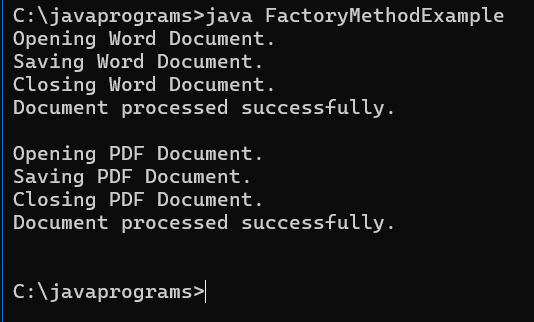 C:\javaprograms>java FactoryMethodExample
Opening Word Document.
Saving Word Document.
Closing Word Document.
Document processed successfully.
Opening PDF Document.
Saving PDF Document.
Closing PDF Document.
Document processed successfully.
C:\javaprograms>